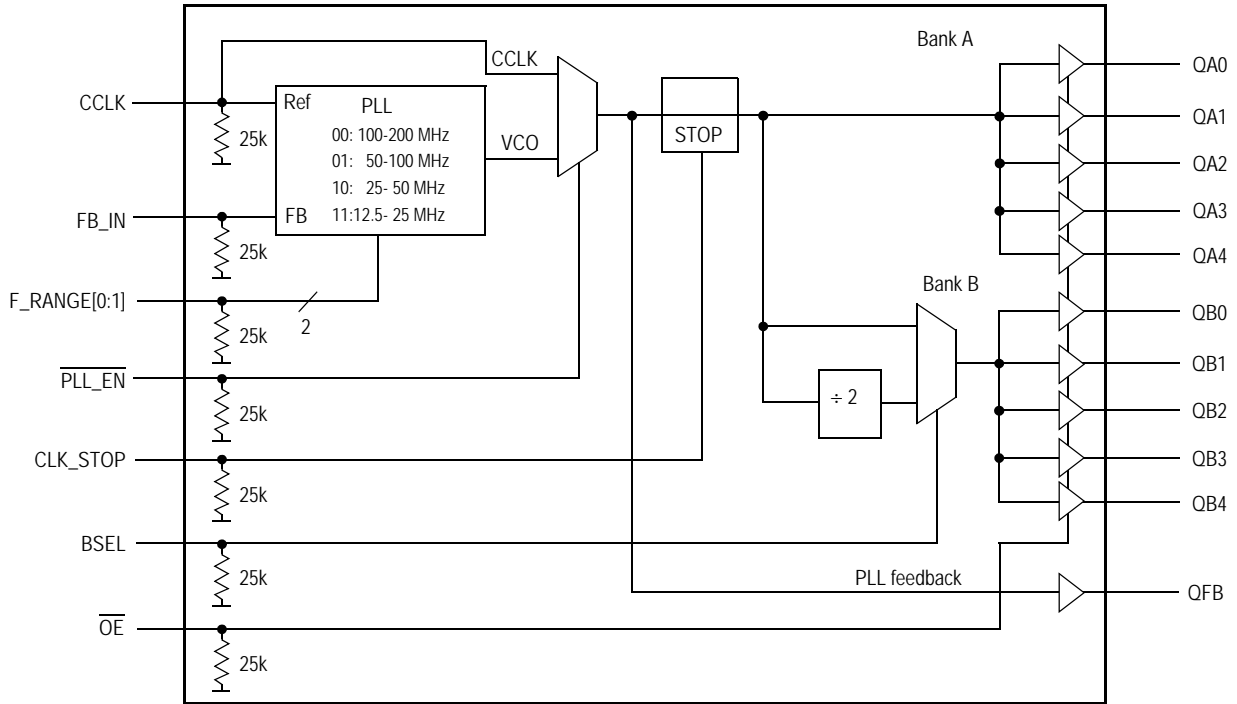 Bank A
CCLK
QA0
CCLK
Ref
PLL
25k
00: 100-200 MHz
VCO
STOP
QA1
01: 50-100 MHz
QA2
10: 25- 50 MHz
FB_IN
FB
11:12.5- 25 MHz
QA3
25k
QA4
Bank B
F_RANGE[0:1]
2
25k
QB0
÷ 2
QB1
PLL_EN
25k
QB2
CLK_STOP
25k
QB3
QB4
BSEL
25k
PLL feedback
QFB
OE
25k